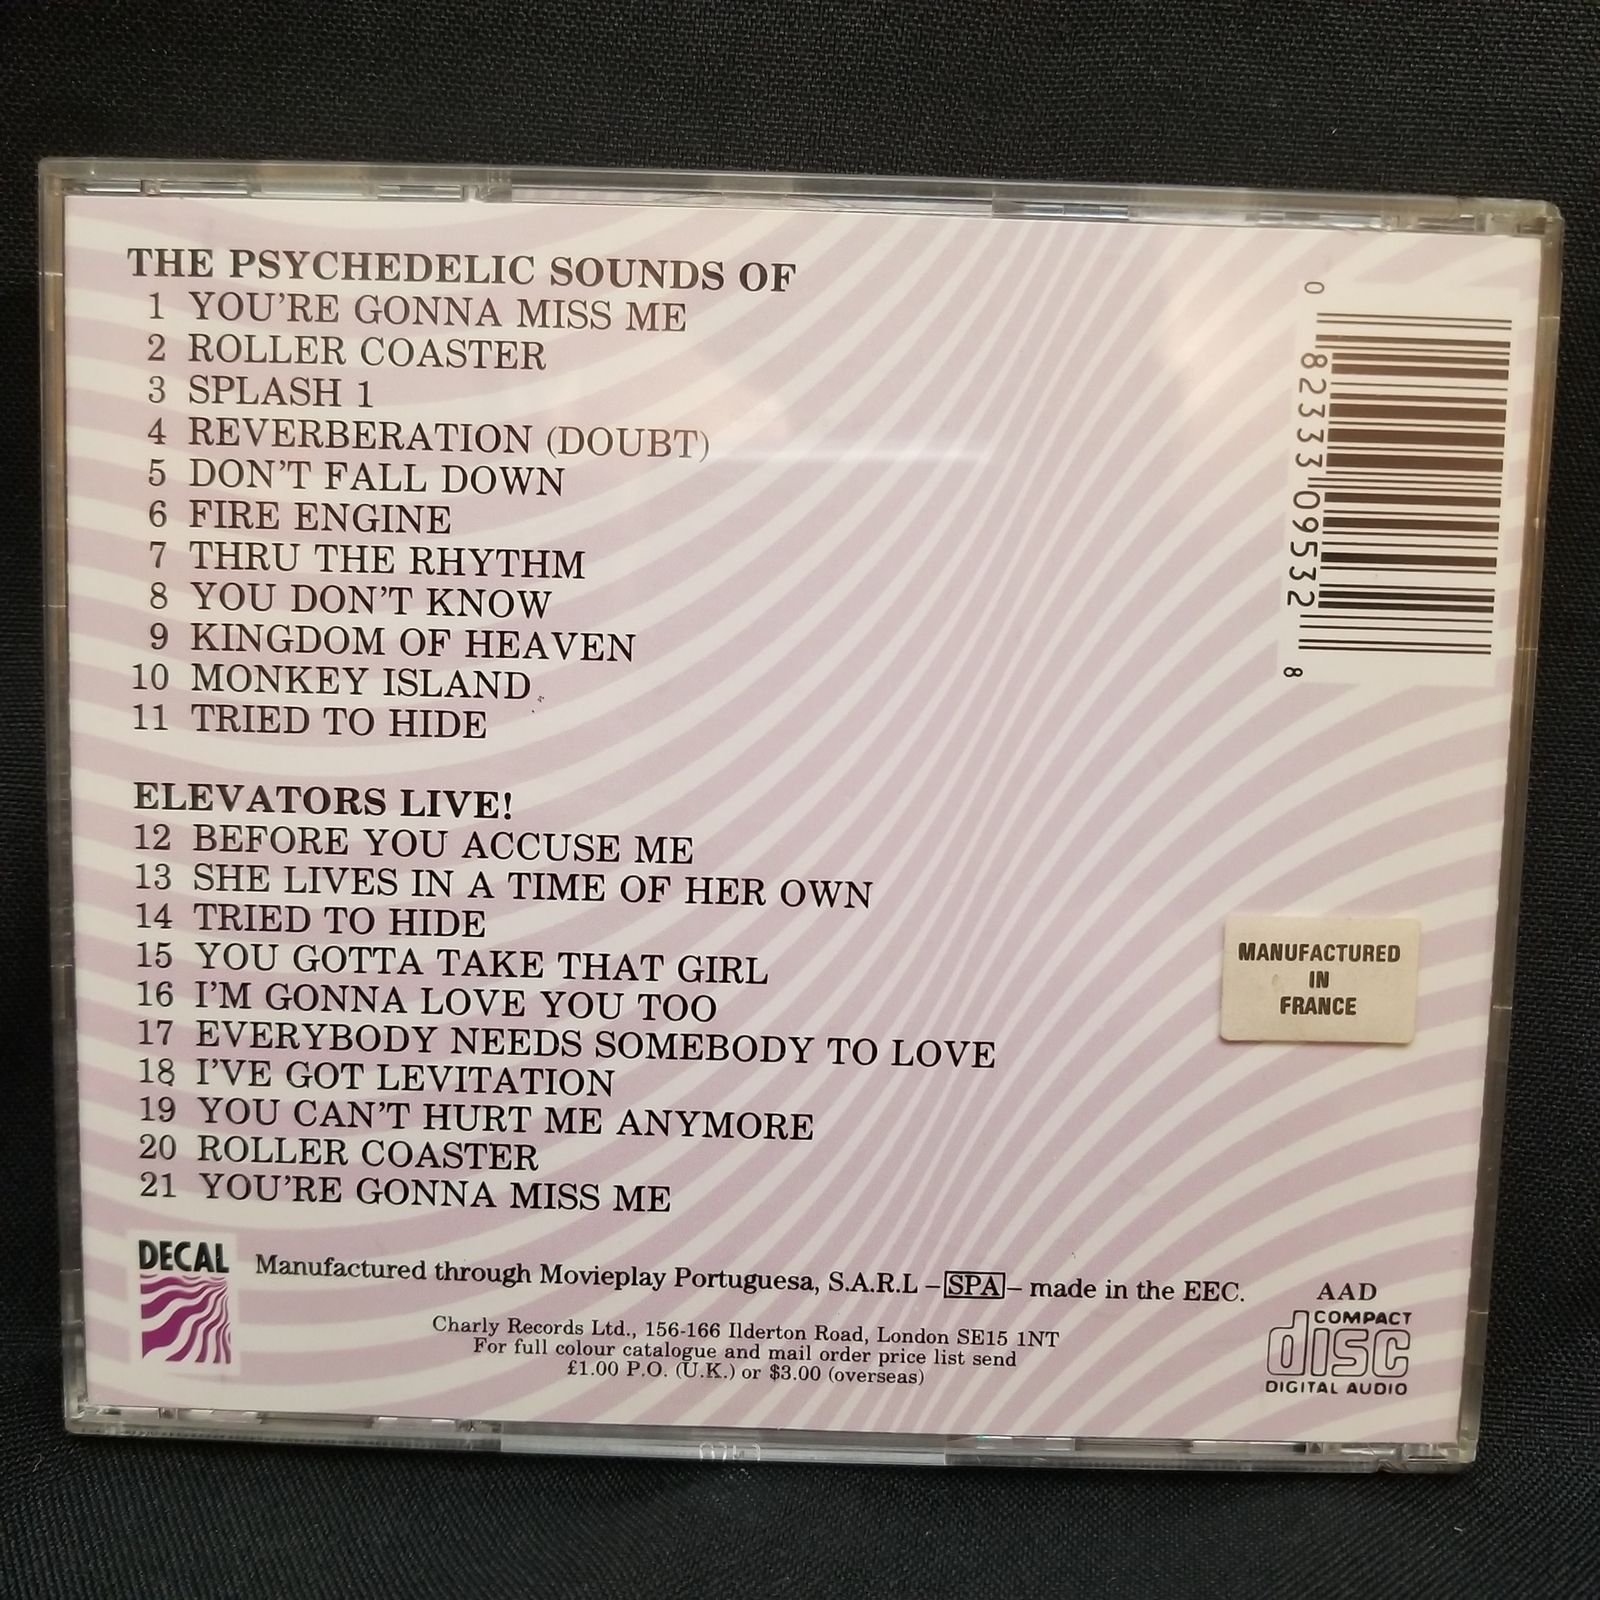 THE PSYCHEDELIC SOUNDS OF
1 YOU'RE GONNA MISS ME
2 ROLLER COASTER
3 SPLASH 1
4 REVERBERATION (DOUBT)
5 DON'T FALL DOWN
6 FIRE ENGINE
7 THRU THE RHYTHM
8 YOU DON'T KNOW
9 KINGDOM OF HEAVEN
10 MONKEY ISLAND
11 TRIED TO HIDE
ELEVATORS LIVE!
12 BEFORE YOU ACCUSE ME
13 SHE LIVES IN A TIME OF HER OWN
14 TRIED TO HIDE
15 YOU GOTTA TAKE THAT GIRL
16 I'M GONNA LOVE YOU TOO
17 EVERYBODY NEEDS SOMEBODY TO LOVE
18 I'VE GOT LEVITATION
19 YOU CAN'T HURT ME ANYMORE
20 ROLLER COASTER
21 YOU'RE GONNA MISS ME
0 82333 09532 8
MANUFACTURED
IN
FRANCE
DECAL
Manufactured through Movieplay Portuguesa, S.A.R.L – SPA – made in the EEC.
Charly Records Ltd., 156-166 Ilderton Road, London SE15 1NT
For full colour catalogue and mail order price list send
£1.00 P.O. (U.K.) or $3.00 (overseas)
AAD
COMPACT
disc
DIGITAL AUDIO